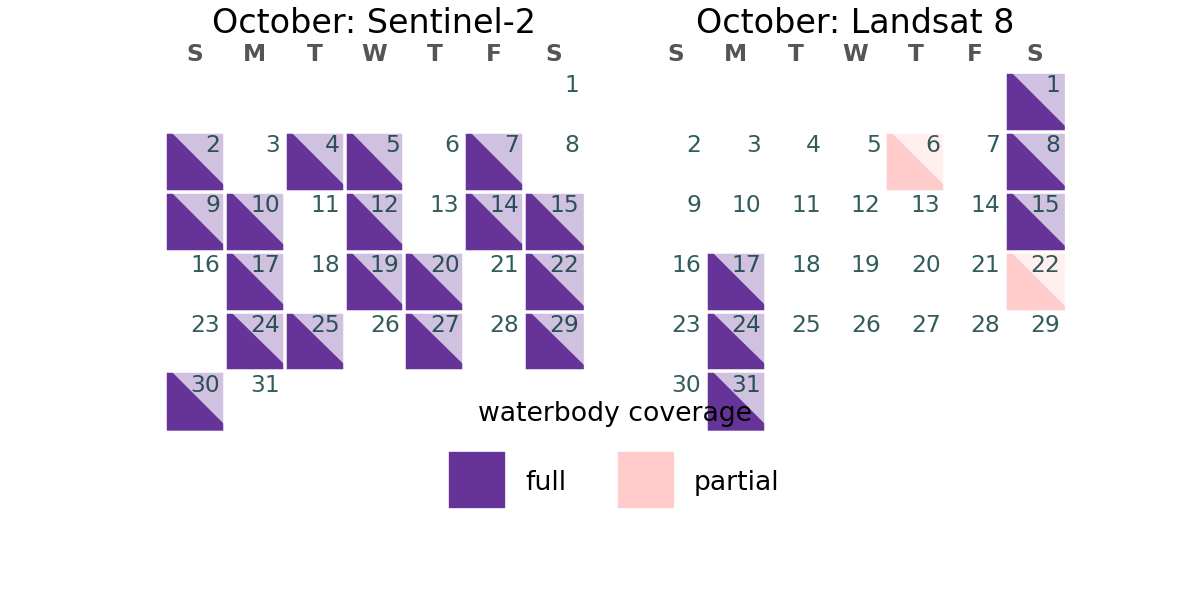 October: Sentinel-2
S M T W T F S
1
2 3 4 5 6 7 8
9 10 11 12 13 14 15
16 17 18 19 20 21 22
23 24 25 26 27 28 29
30 31
October: Landsat 8
S M T W T F S
1
2 3 4 5 6 7 8
9 10 11 12 13 14 15
16 17 18 19 20 21 22
23 24 25 26 27 28 29
30 31
waterbody coverage
full partial